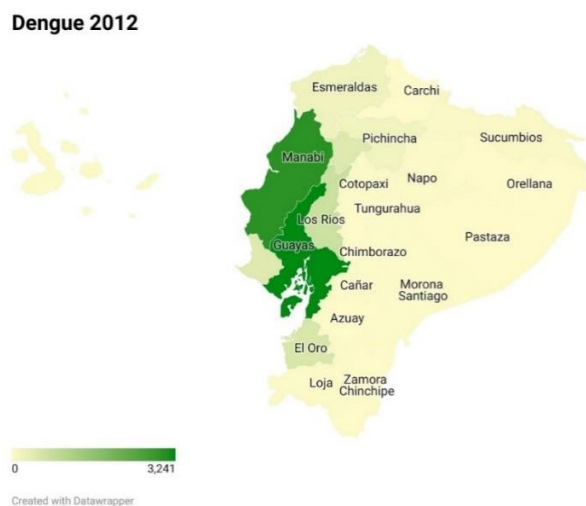 Dengue 2012
Esmeraldas
Carchi
Pichincha
Sucumbios
Manabi
Cotopaxi
Napo
Orellana
Tungurahua
Los Rios
Pastaza
Guayas
Chimborazo
Cañar
Morona
Santiago
Azuay
El Oro
Loja
Zamora
Chinchipe
0
3,241
Created with Datawrapper